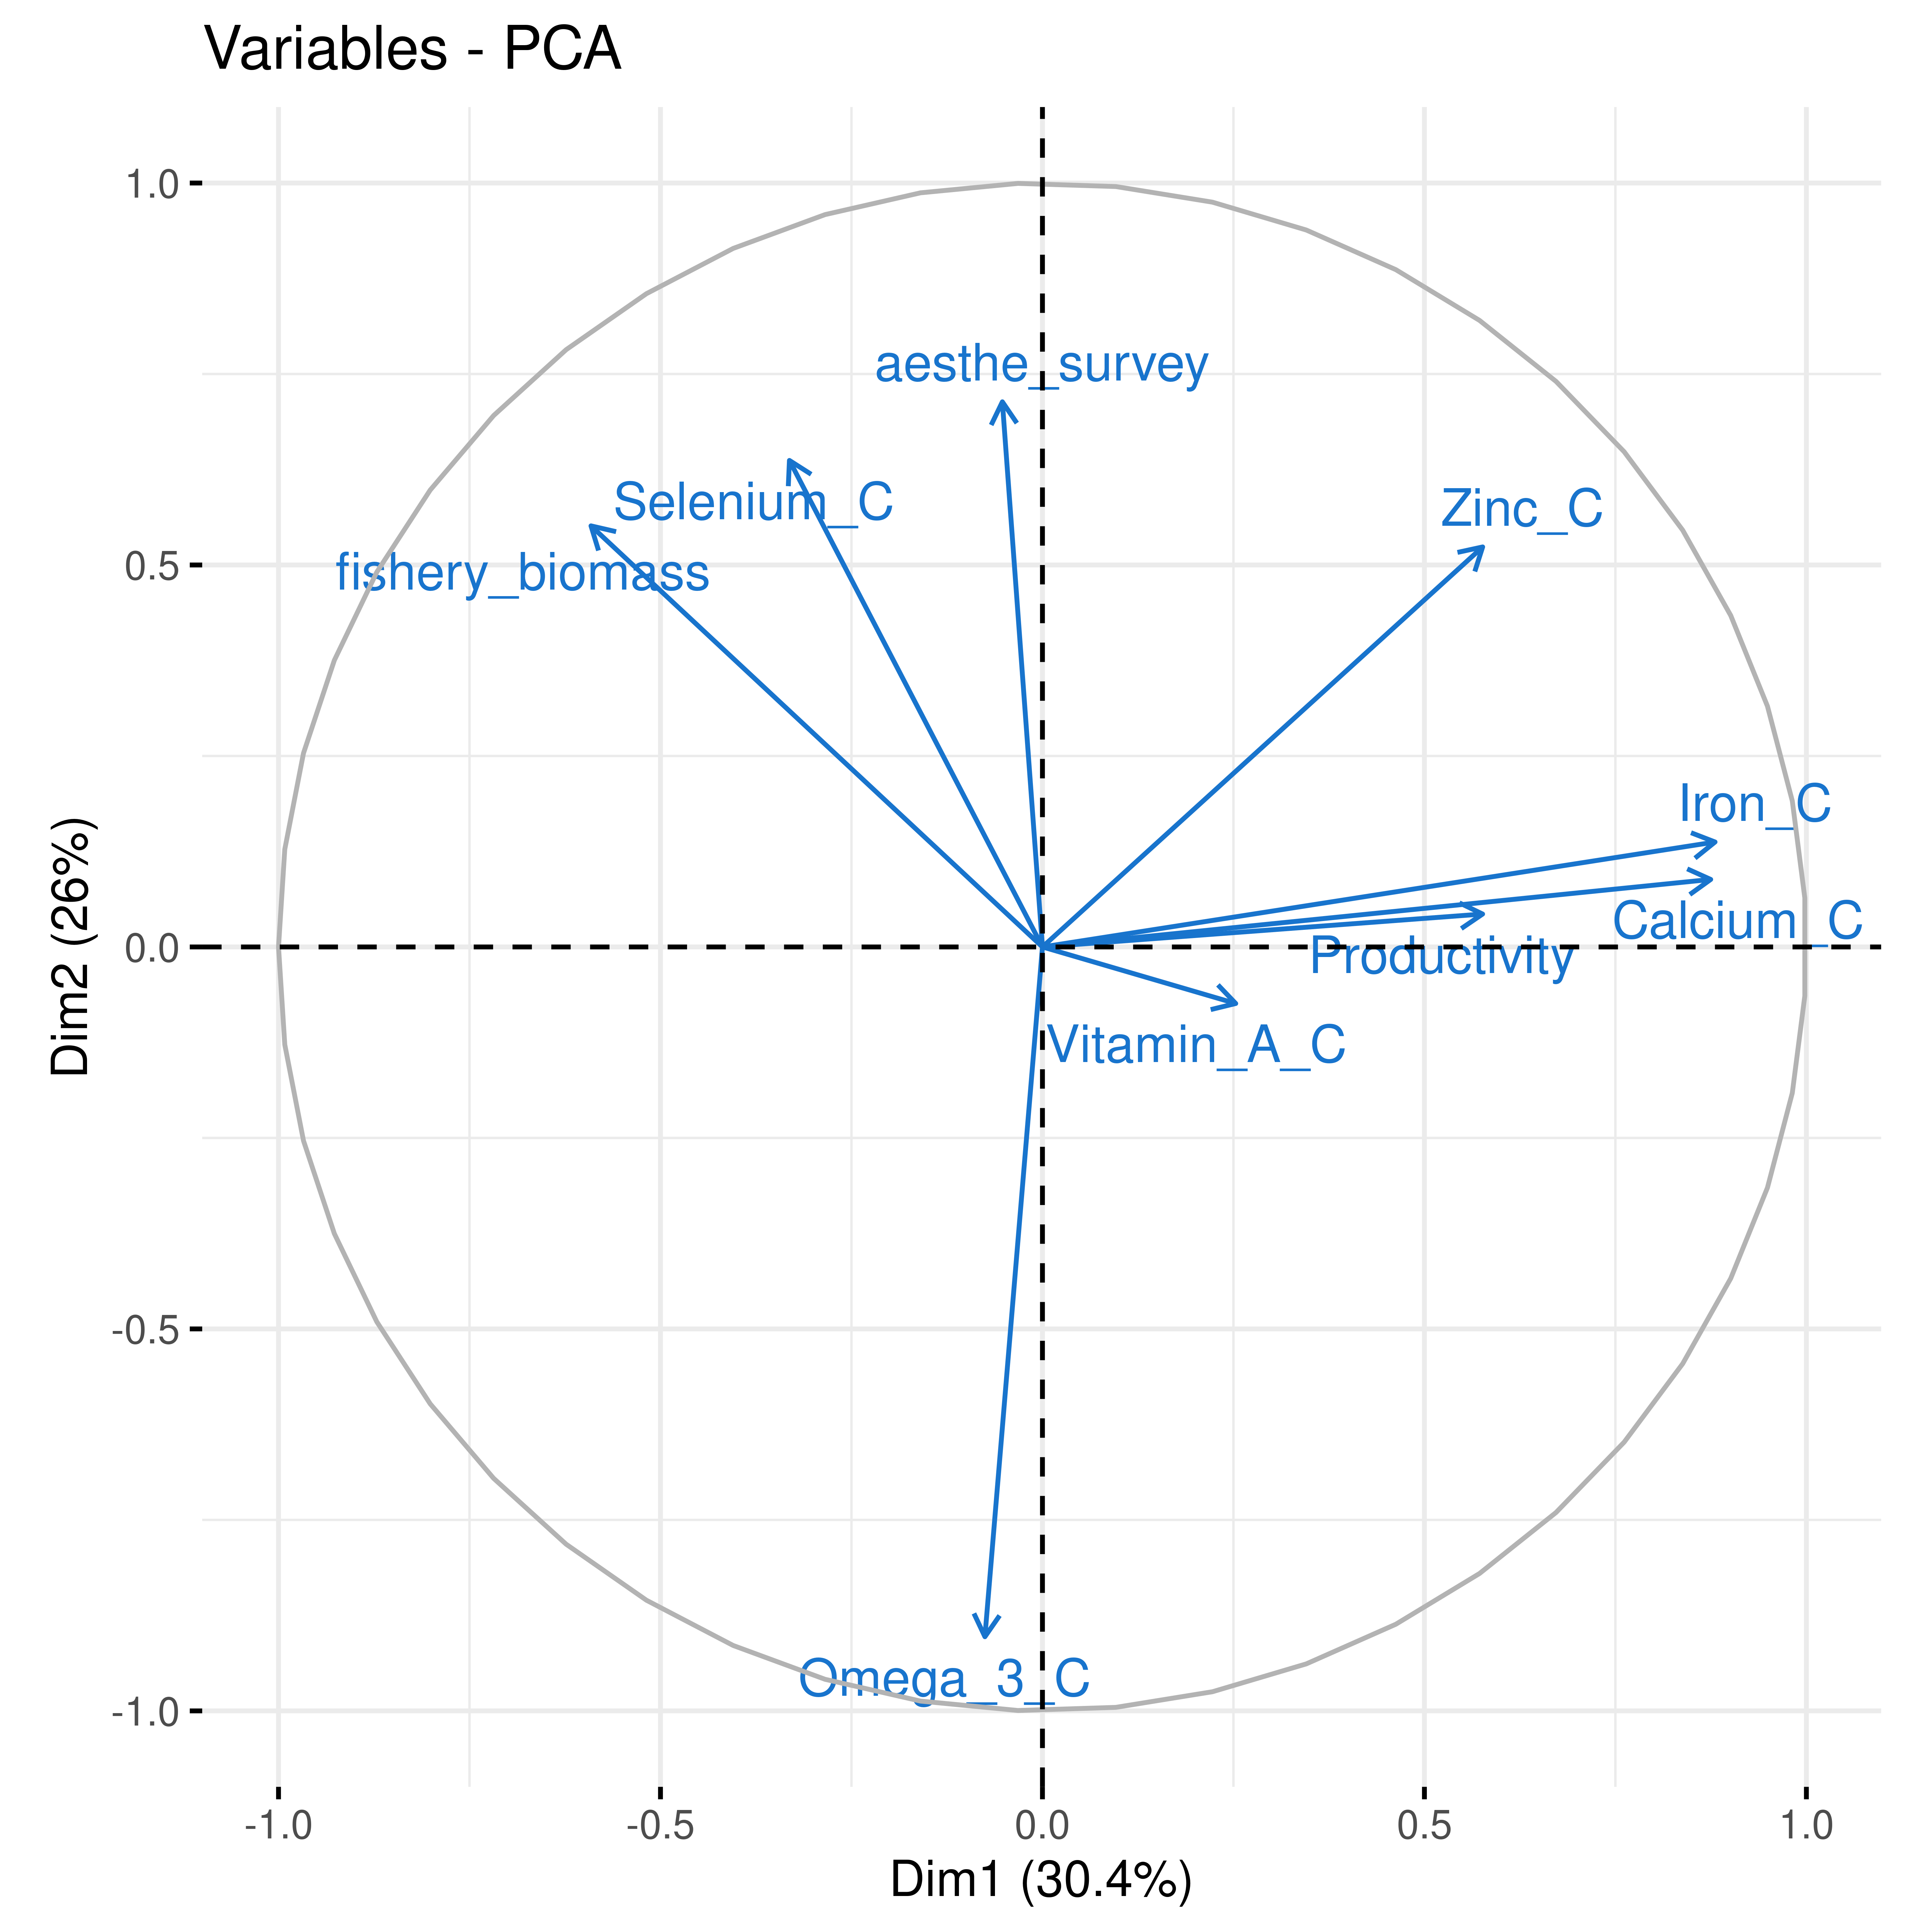 Variables - PCA
1.0
aesthe_survey
Selenium_C
Zinc_C
0.5
fishery_biomass
Iron_C
Calcium_C
0.0
Productivity
Vitamin_A_C
Dim2 (26%)
-0.5
Omega_3_C
-1.0
-1.0
-0.5
0.0
0.5
1.0
Dim1 (30.4%)